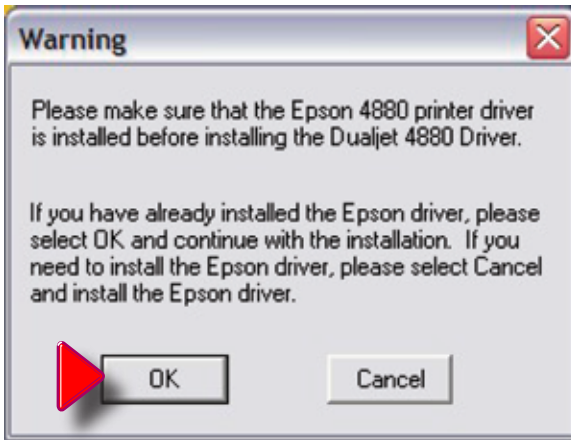 Warning
Please make sure that the Epson 4880 printer driver
is installed before installing the Dualjet 4880 Driver.
If you have already installed the Epson driver, please
select OK and continue with the installation.  If you
need to install the Epson driver, please select Cancel
and install the Epson driver.
OK
Cancel